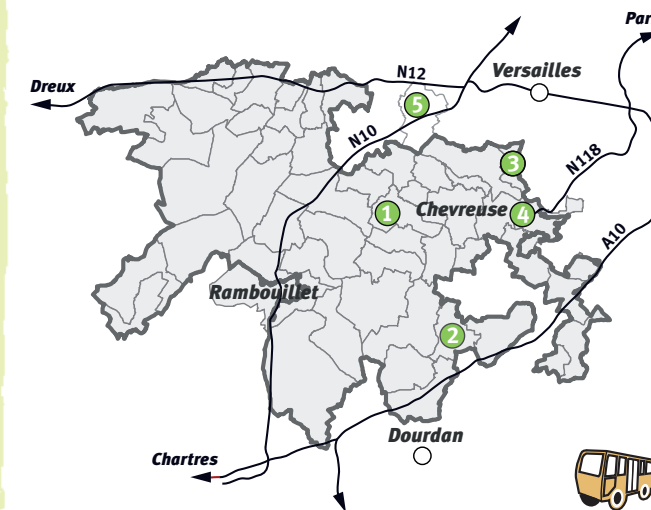 Par
N12
Versailles
Dreux
5
N10
N118
3
1
Chevreuse
4
A10
Rambouillet
2
Dourdan
Chartres